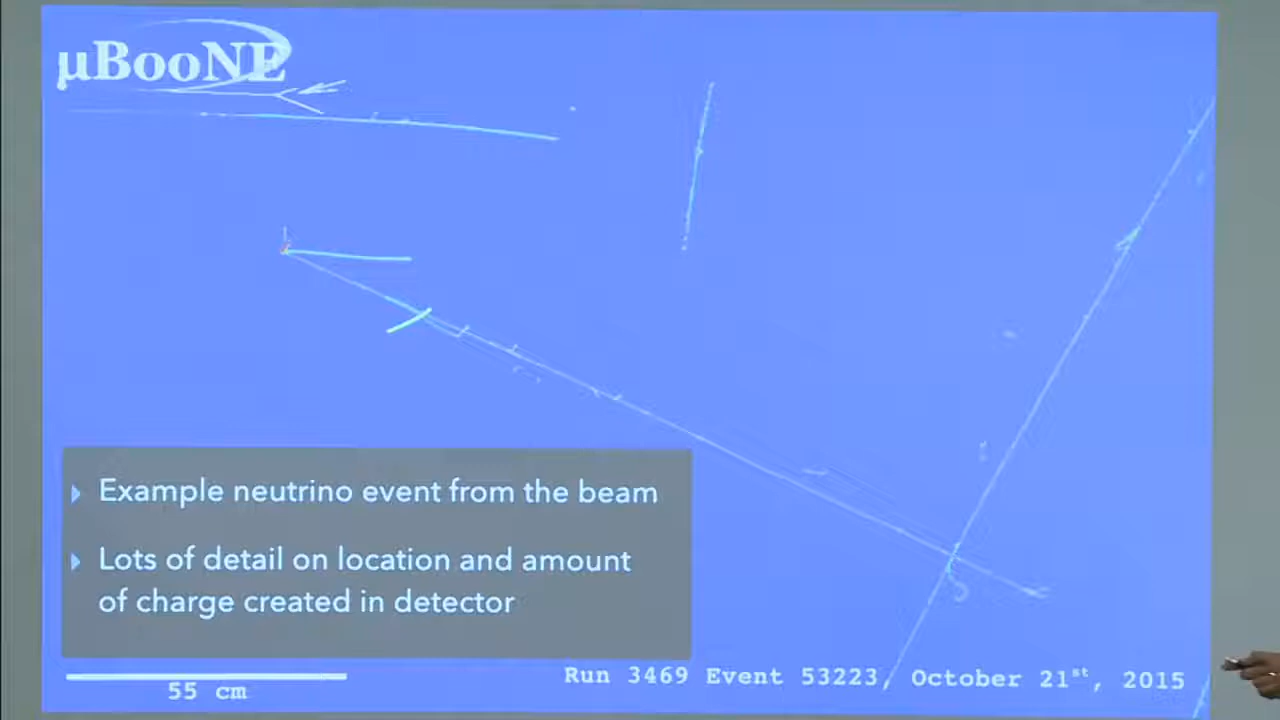 µBooNE
Example neutrino event from the beam
Lots of detail on location and amount
of charge created in detector
Run 3469 Event 53223, October 21st, 2015
55 cm